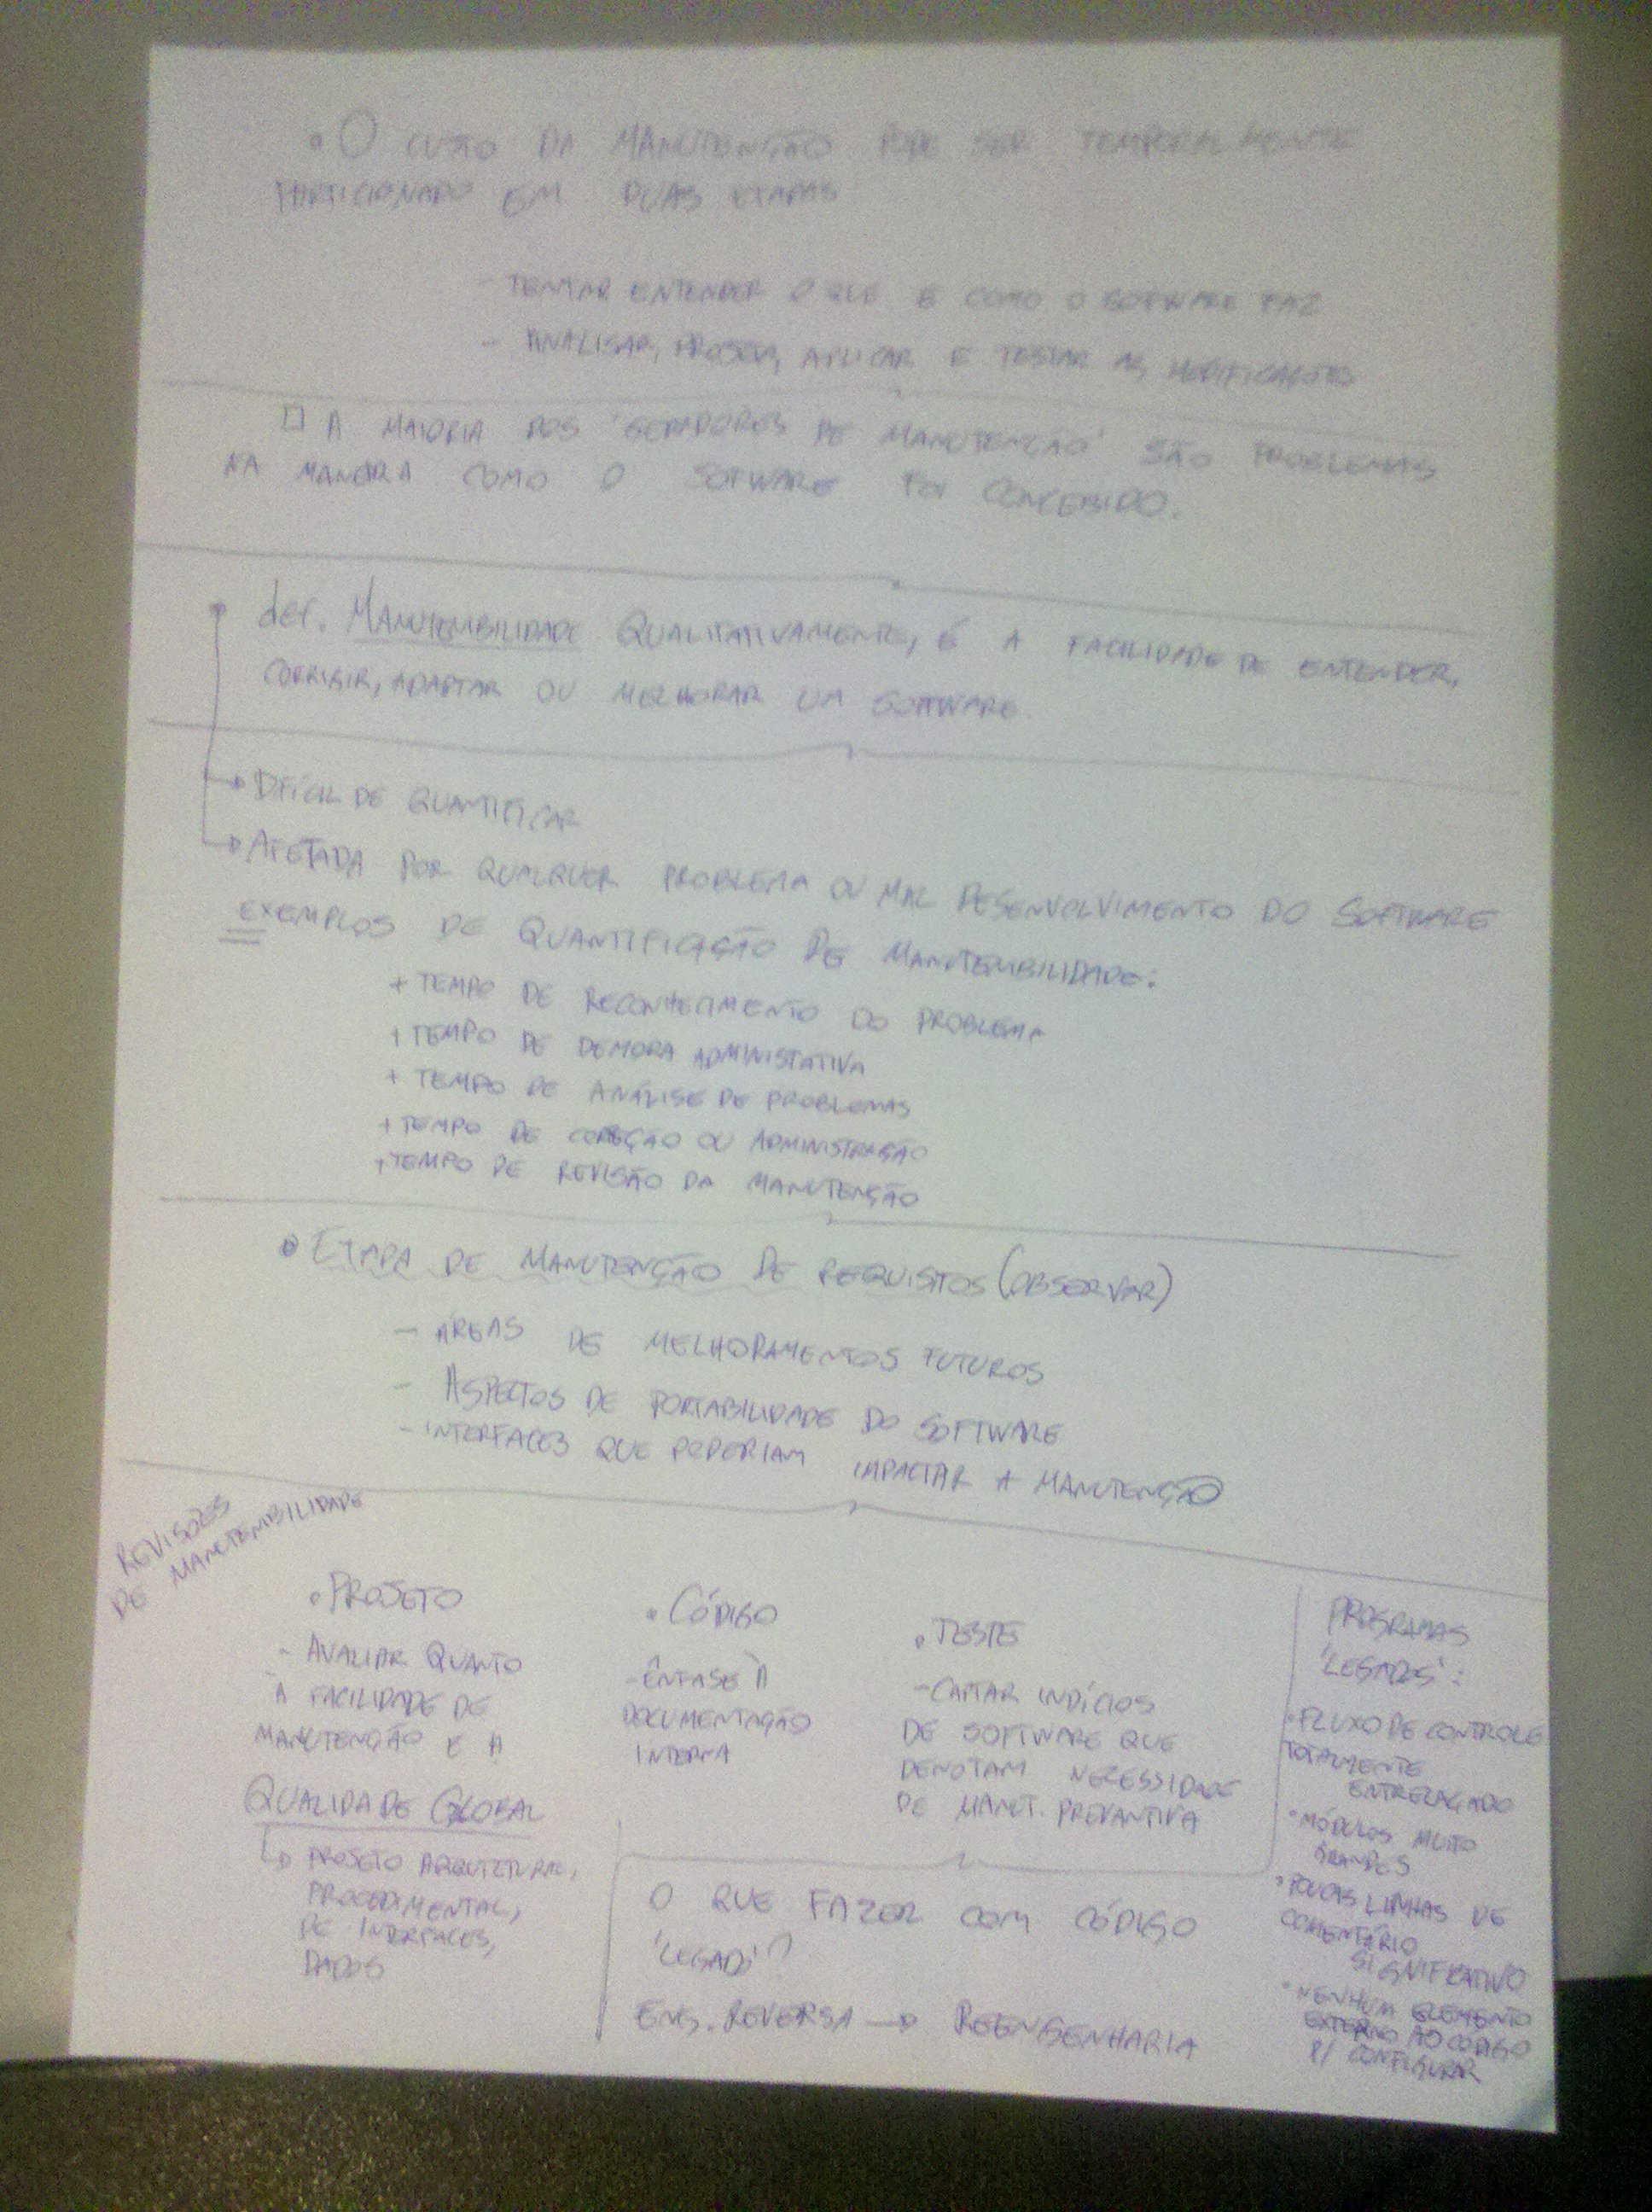 • O CUSTO DA MANUTENÇÃO PODE SER TEMPORALMENTE
PARTICIONADO EM DUAS ETAPAS
- TENTAR ENTENDER O QUE E COMO O SOFTWARE FAZ
- ANALISAR, PROJETAR, APLICAR E TESTAR AS MODIFICAÇÕES
□ A MAIORIA DOS 'GERADORES DE MANUTENÇÃO' SÃO PROBLEMAS
NA MANEIRA COMO O SOFTWARE FOI CONCEBIDO.
def. MANUTEMBILIDADE QUALITATIVAMENTE, É A FACILIDADE DE ENTENDER,
CORRIGIR, ADAPTAR OU MELHORAR UM SOFTWARE.
→ DIFÍCIL DE QUANTIFICAR
→ AFETADA POR QUALQUER PROBLEMA OU MAL DESENVOLVIMENTO DO SOFTWARE
EXEMPLOS DE QUANTIFICAÇÃO DE MANUTEMBILIDADE:
+ TEMPO DE RECONHECIMENTO DO PROBLEMA
+ TEMPO DE DEMORA ADMINISTATIVA
+ TEMPO DE ANÁLISE DE PROBLEMAS
+ TEMPO DE CORREÇÃO OU ADMINISTRAÇÃO
+ TEMPO DE REVISÃO DA MANUTENÇÃO
• ETAPA DE MANUTENÇÃO DE REQUISITOS (OBSERVAR)
- ÁREAS DE MELHORAMENTOS FUTUROS
- ASPECTOS DE PORTABILIDADE DO SOFTWARE
- INTERFACES QUE PODERIAM IMPACTAR A MANUTENÇÃO
REVISÕES
DE MANUTEMBILIDADE
• PROJETO
- AVALIAR QUANTO
A FACILIDADE DE
MANUTENÇÃO E A
QUALIDADE GLOBAL
→ PROJETO ARQUITETURAL,
PROCEDIMENTAL,
DE INTERFACES,
DADOS
• CÓDIGO
- ÊNFASE À
DOCUMENTAÇÃO
INTERNA
• TESTE
- CAPTAR INDÍCIOS
DE SOFTWARE QUE
DENOTAM NECESSIDADE
DE MANUT. PREVANTIVA
O QUE FAZER COM CÓDIGO
'LEGADO'?
ENG. REVERSA → REENGENHARIA
PROGRAMAS
'LEGADOS':
• FLUXO DE CONTROLE
TOTALMENTE
ENTRELAÇADO
• MÓDULOS MUITO
GRANDES
• POUCAS LINHAS DE
COMENTÁRIO
SIGNIFICATIVO
• NENHUM ELEMENTO
EXTERNO AO CÓDIGO
P/ CONFIGURAR